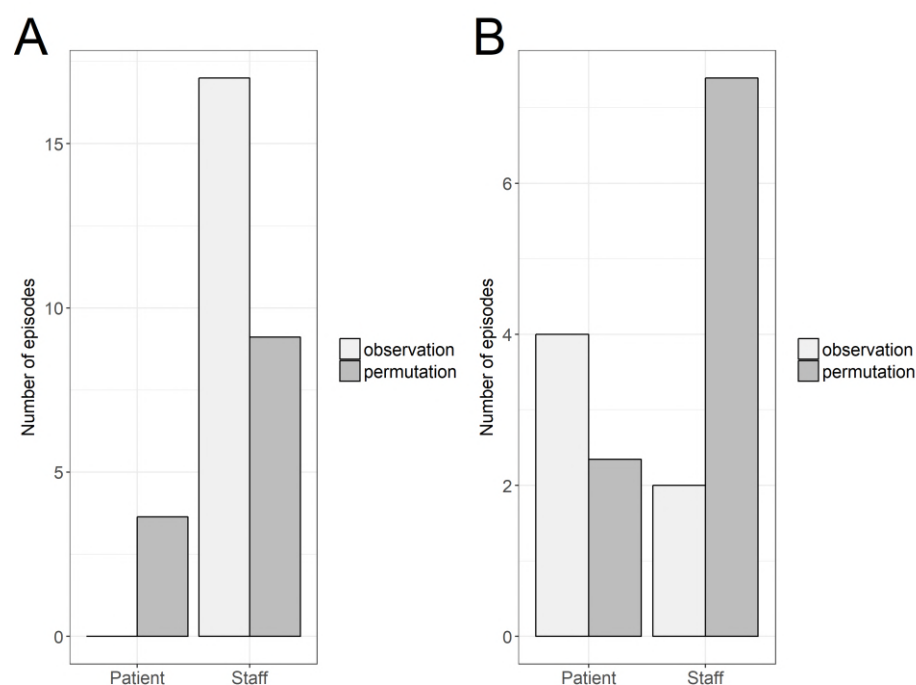 A
Number of episodes
15
10
5
0
Patient Staff
observation
permutation
B
Number of episodes
6
4
2
0
Patient Staff
observation
permutation